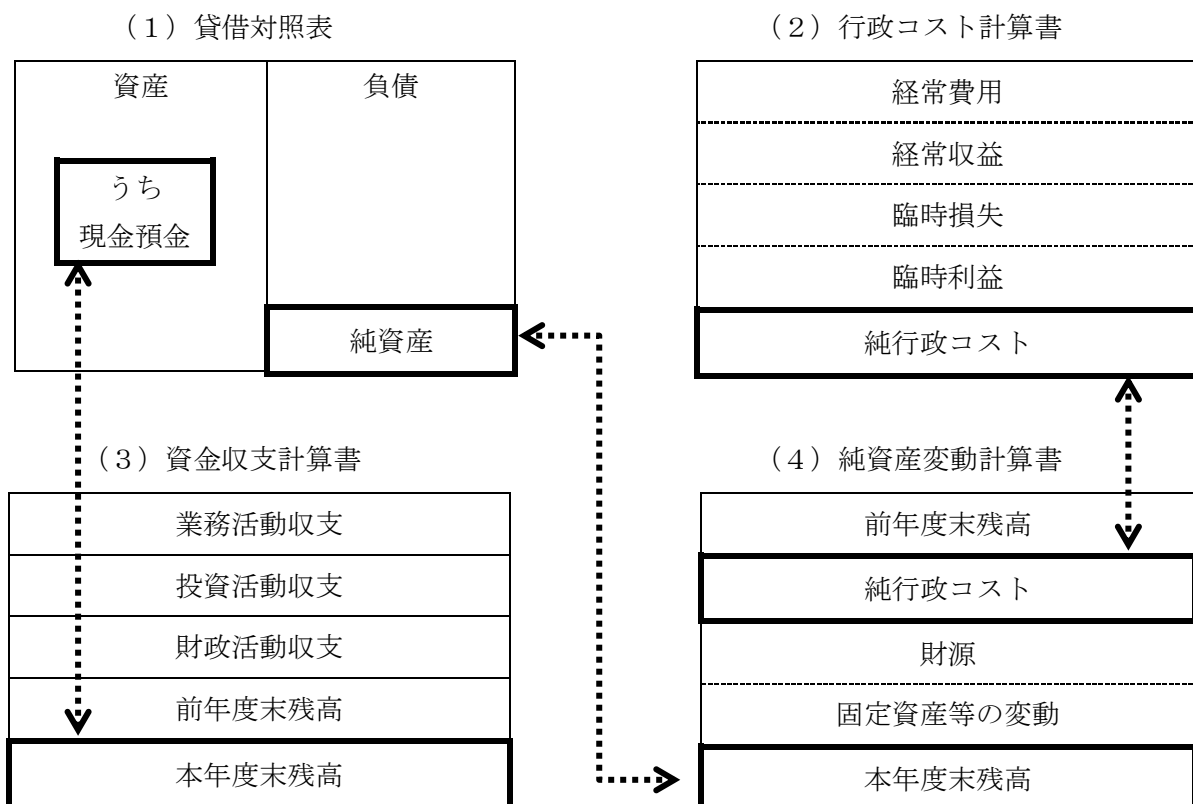 (1)貸借対照表
資産
負債
うち
現金預金
純資産
(2)行政コスト計算書
経常費用
経常収益
臨時損失
臨時利益
純行政コスト
(3)資金収支計算書
業務活動収支
投資活動収支
財政活動収支
前年度末残高
本年度末残高
(4)純資産変動計算書
前年度末残高
純行政コスト
財源
固定資産等の変動
本年度末残高